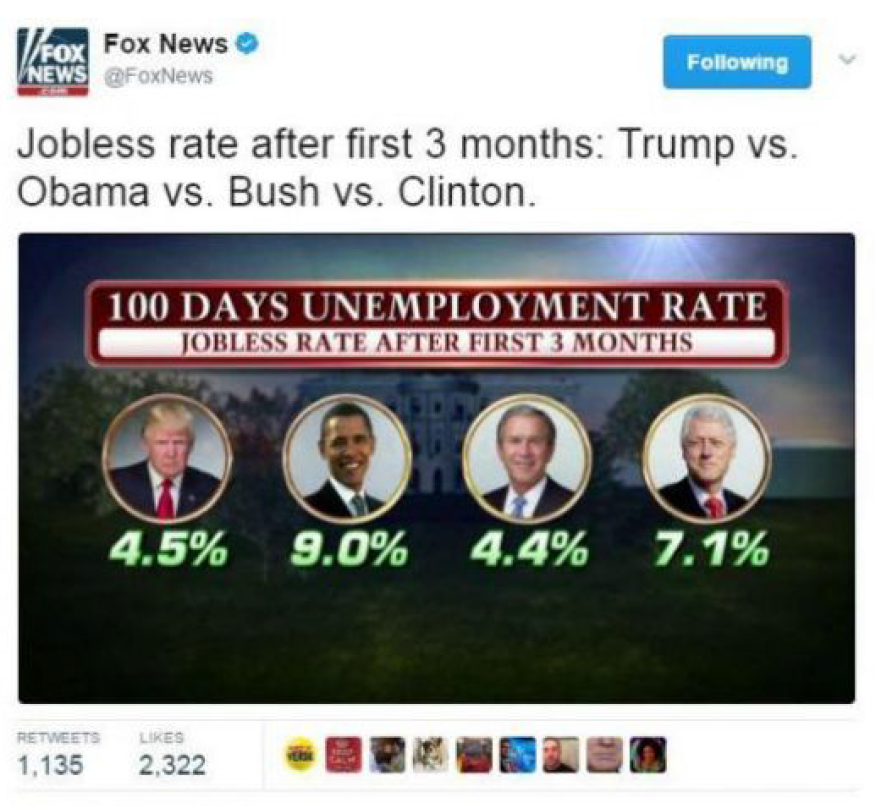 FOX
NEWS
.com
Fox News
@FoxNews
Following
Jobless rate after first 3 months: Trump vs.
Obama vs. Bush vs. Clinton.
100 DAYS UNEMPLOYMENT RATE
JOBLESS RATE AFTER FIRST 3 MONTHS
4.5% 9.0% 4.4% 7.1%
RETWEETS LIKES
1,135 2,322